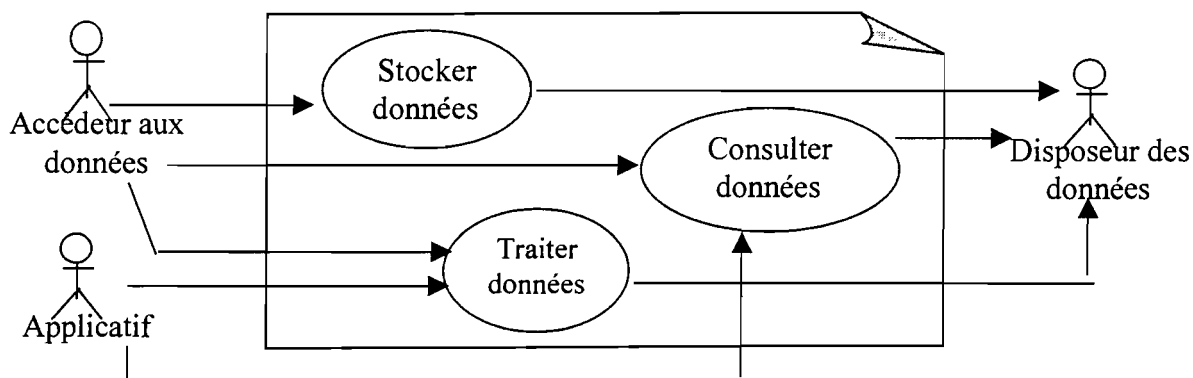 Stocker
données
Accédeur aux
données
Consulter
données
Disposeur des
données
Traiter
données
Applicatif